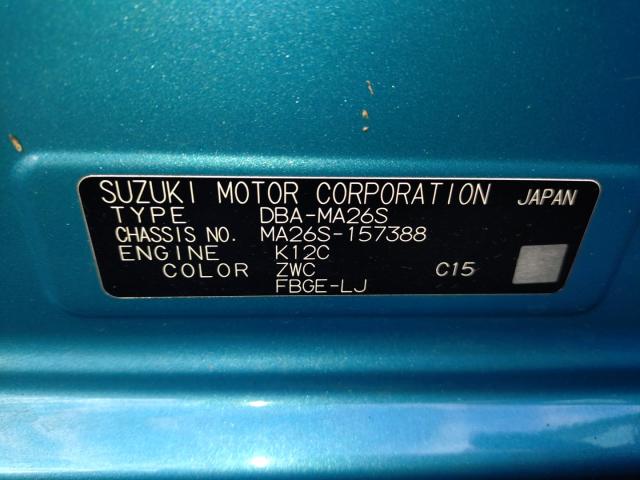 SUZUKI MOTOR CORPORATION JAPAN
TYPE DBA-MA26S
CHASSIS NO. MA26S-157388
ENGINE K12C
COLOR ZWC C15
FBGE-LJ